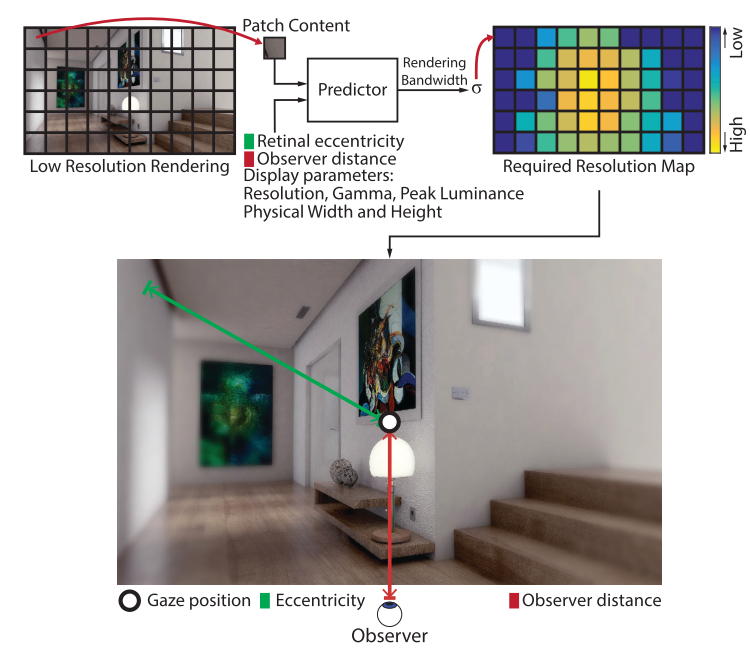 Patch Content
Low Resolution Rendering
Predictor
Rendering
Bandwidth
σ
Low
High
Required Resolution Map
Retinal eccentricity
Observer distance
Display parameters:
Resolution, Gamma, Peak Luminance
Physical Width and Height
Gaze position
Eccentricity
Observer distance
Observer